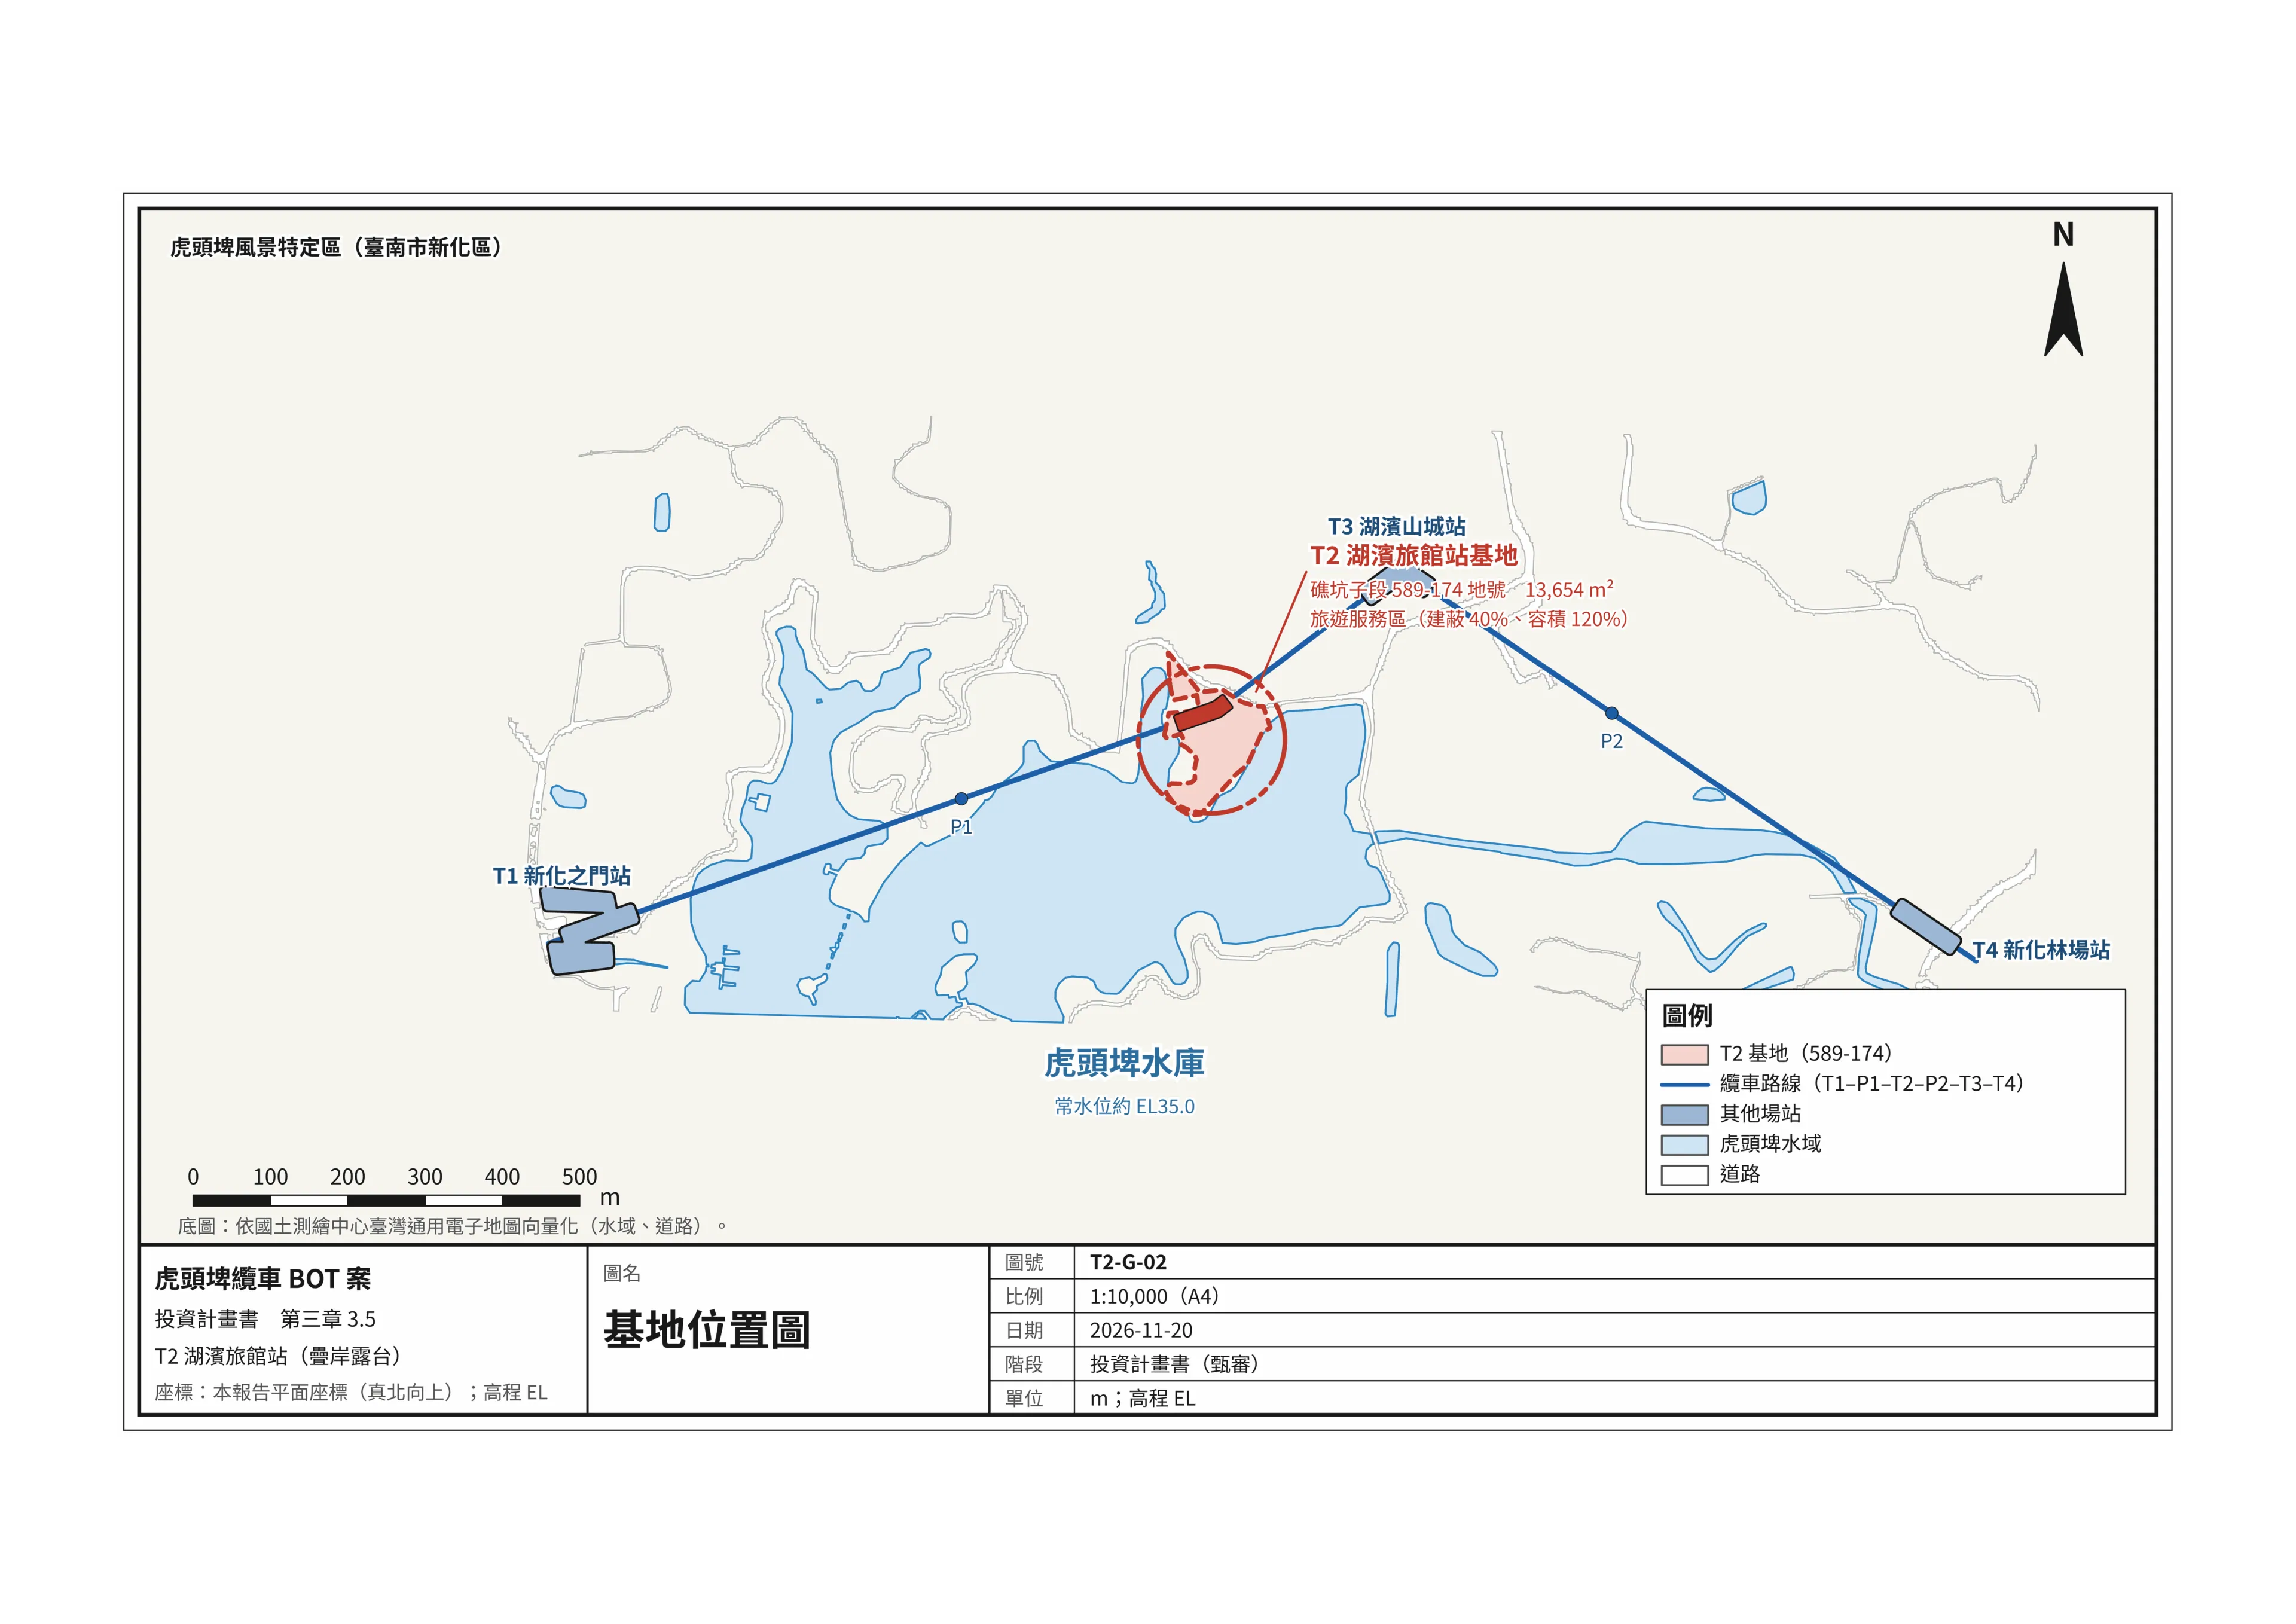 虎頭埤風景特定區（臺南市新化區）
N
T3 湖濱山城站
T2 湖濱旅館站基地
礁坑子段 589-174 地號　13,654 m²
旅遊服務區（建蔽 40%、容積 120%）
P2
P1
T1 新化之門站
T4 新化林場站
虎頭埤水庫
常水位約 EL35.0
圖例
T2 基地（589-174）
纜車路線（T1–P1–T2–P2–T3–T4）
其他場站
虎頭埤水域
道路
0 100 200 300 400 500 m
底圖：依國土測繪中心臺灣通用電子地圖向量化（水域、道路）。
虎頭埤纜車 BOT 案
投資計畫書　第三章 3.5
T2 湖濱旅館站（疊岸露台）
座標：本報告平面座標（真北向上）；高程 EL
圖名
基地位置圖
圖號 T2-G-02
比例 1:10,000（A4）
日期 2026-11-20
階段 投資計畫書（甄審）
單位 m；高程 EL